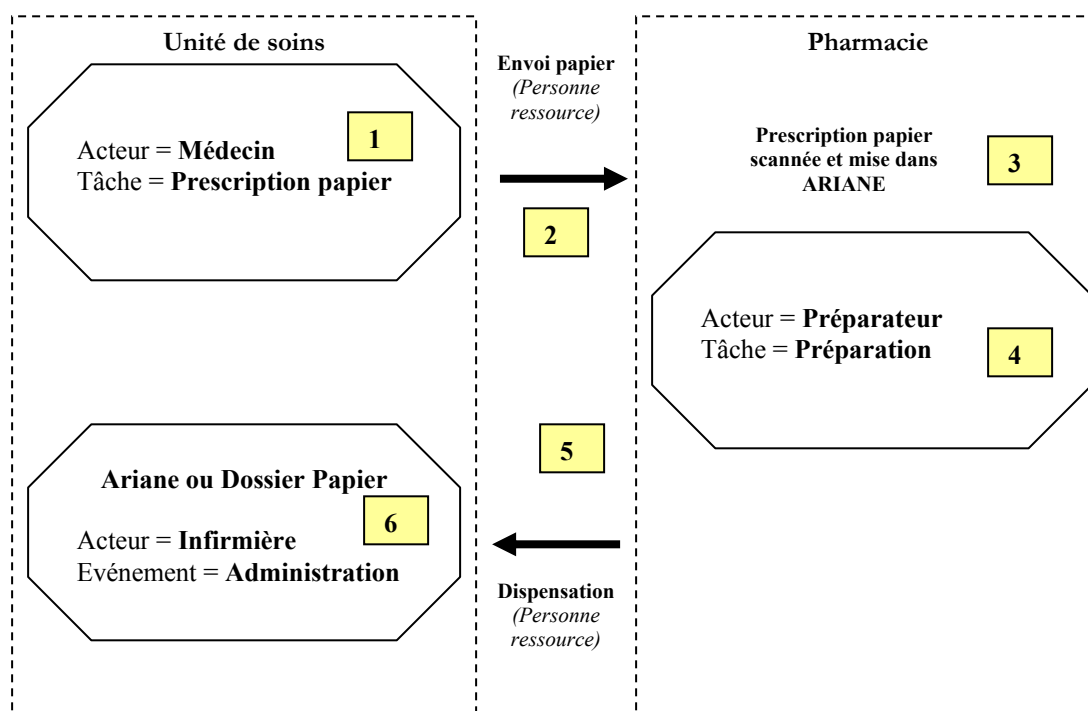 Unité de soins
Acteur = Médecin
Tâche = Prescription papier
1
Envoi papier
(Personne
ressource)
2
Pharmacie
Prescription papier
scannée et mise dans
ARIANE
3
Acteur = Préparateur
Tâche = Préparation
4
5
Dispensation
(Personne
ressource)
Ariane ou Dossier Papier
6
Acteur = Infirmière
Evénement = Administration